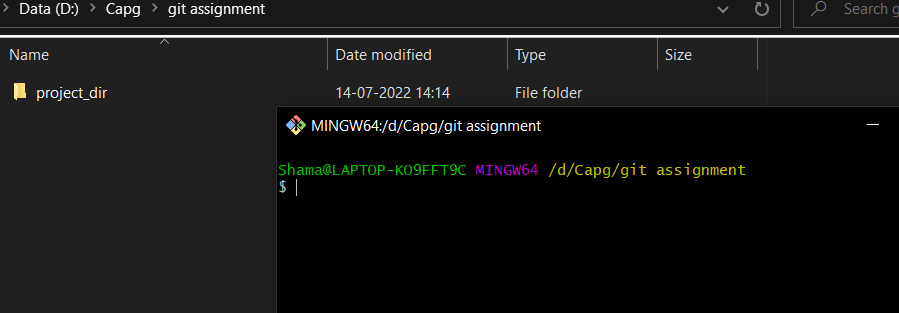 Data (D:) > Capg > git assignment Search g
Name Date modified Type Size
project_dir 14-07-2022 14:14 File folder
MINGW64:/d/Capg/git assignment
Shama@LAPTOP-KO9FFT9C MINGW64 /d/Capg/git assignment
$